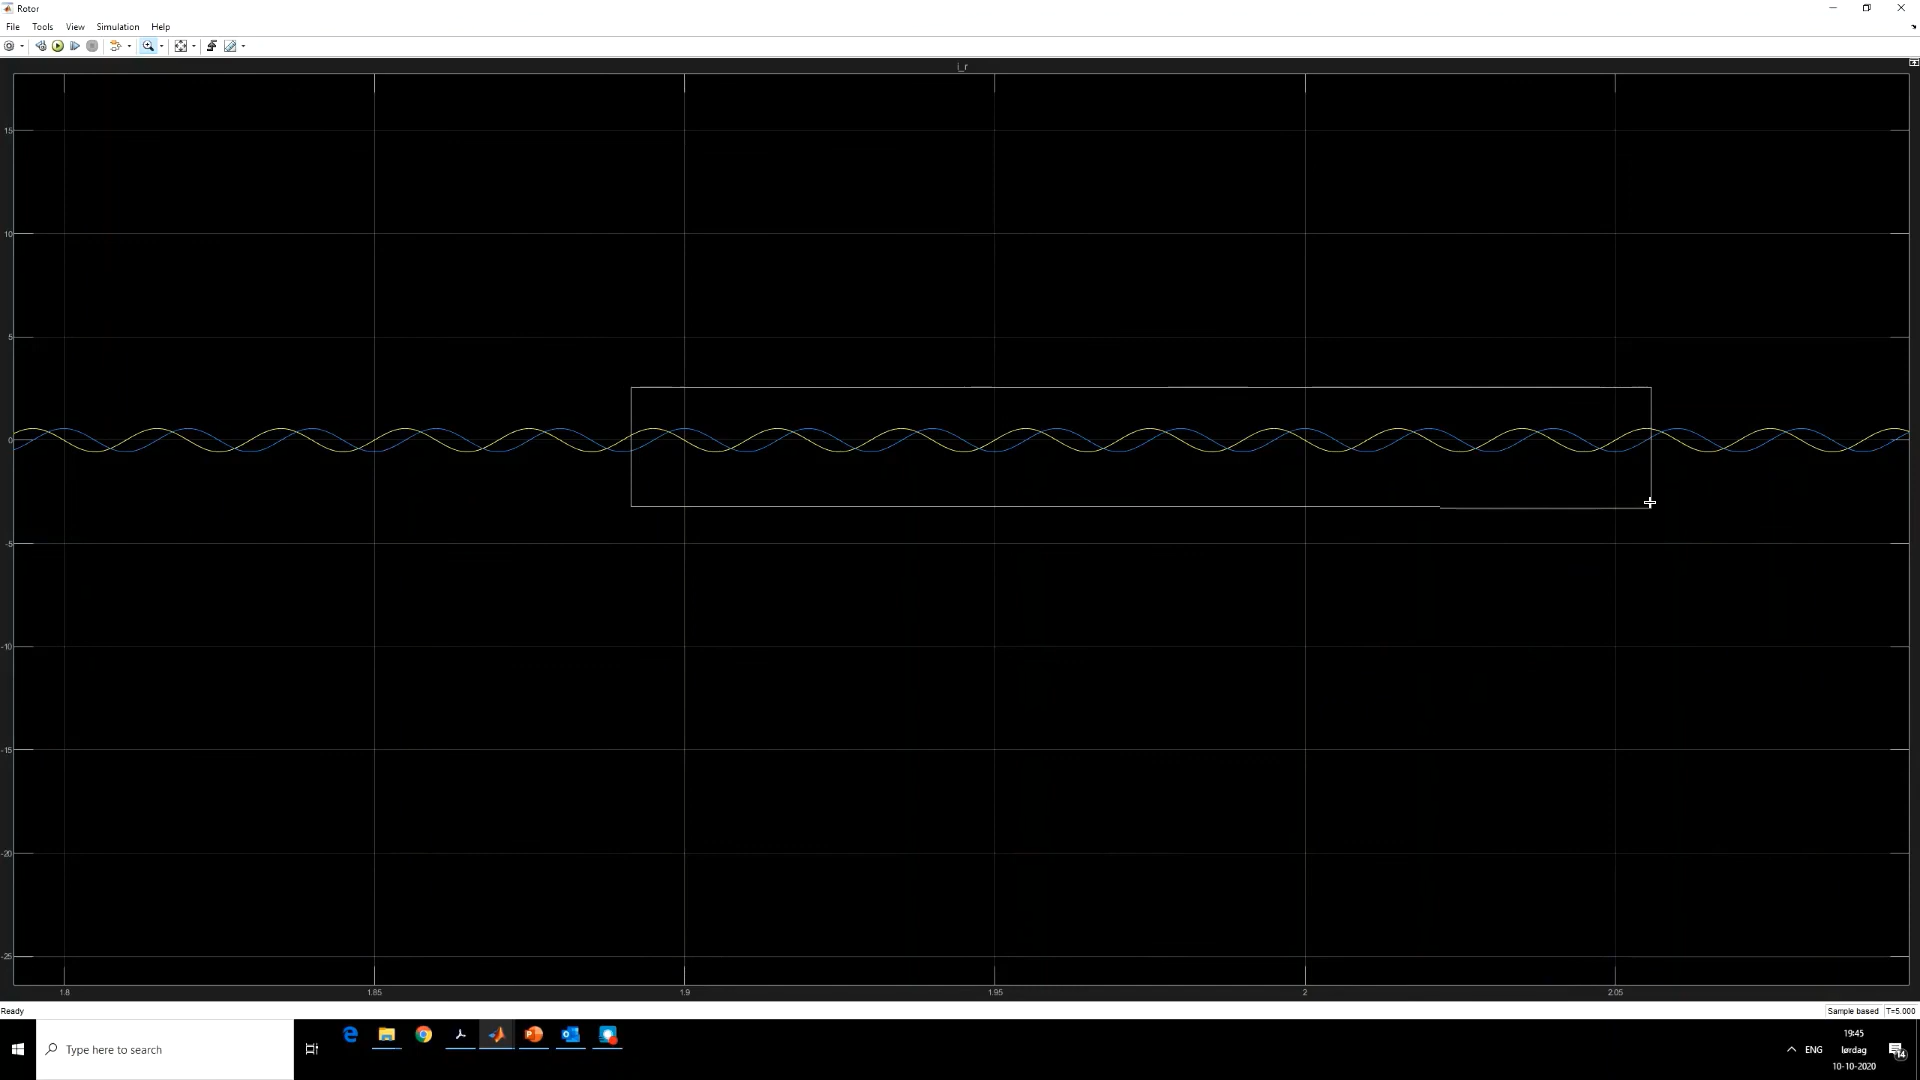 Rotor
File Tools View Simulation Help
i_r
15
10
5
0
-5
-10
-15
-20
-25
1.8 1.85 1.9 1.95 2 2.05
Ready
Sample based T=5.000
Type here to search
ENG
19:45
lørdag
10-10-2020
14